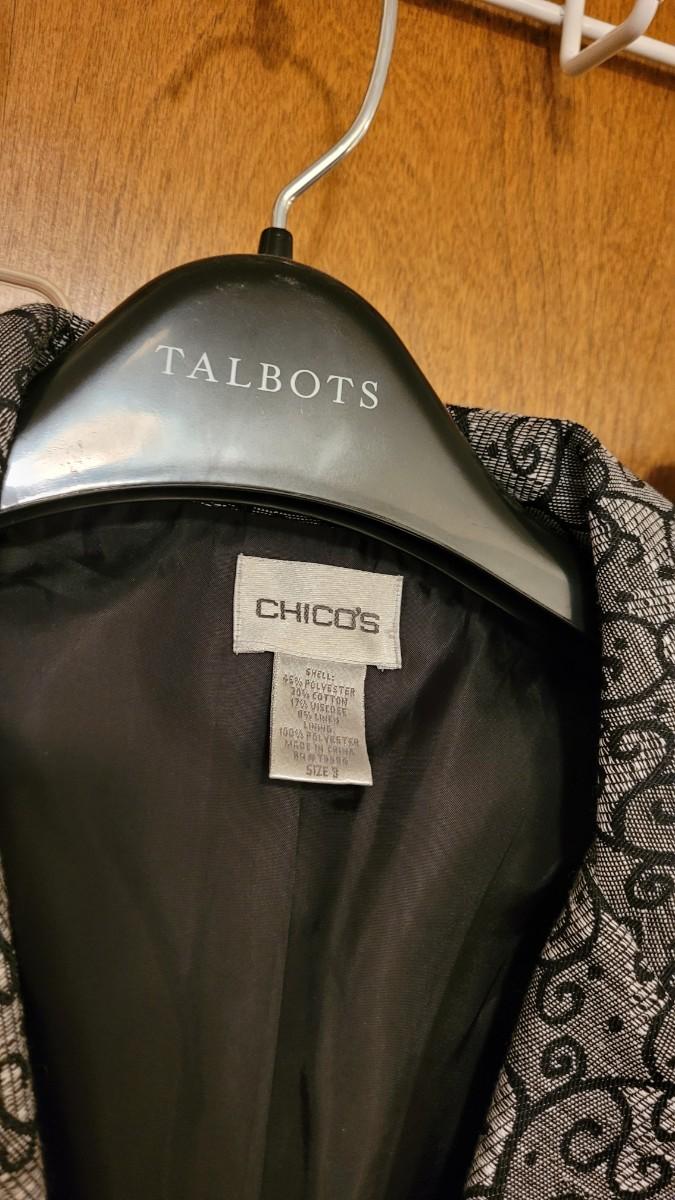 TALBOTS
CHICO'S
SHELL:
45% POLYESTER
30% COTTON
17% VISCOSE
8% LINEN
LINING
100% POLYESTER
MADE IN CHINA
SIZE 3